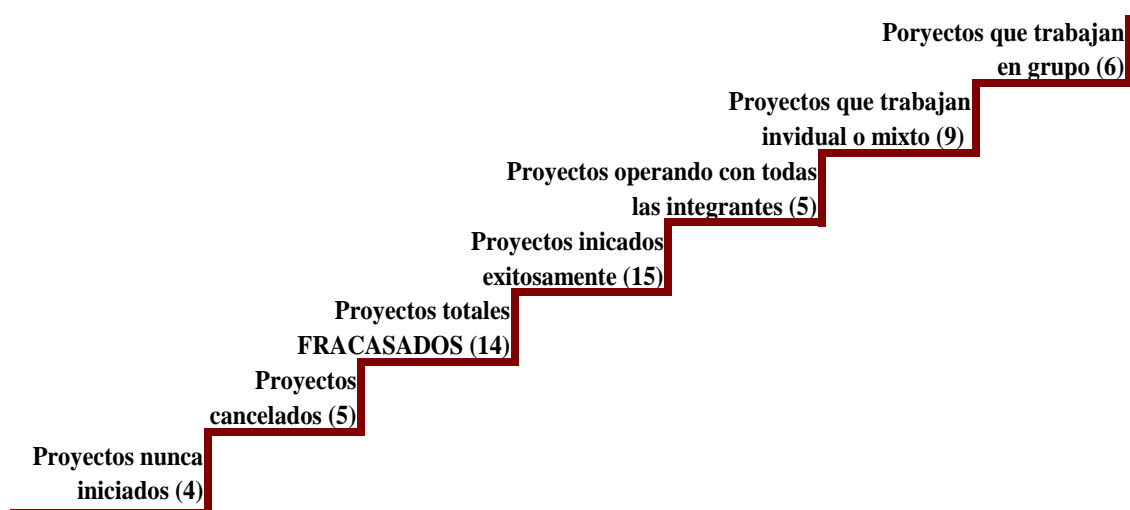 Poryectos que trabajan
en grupo (6)
Proyectos que trabajan
invidual o mixto (9)
Proyectos operando con todas
las integrantes (5)
Proyectos inicados
exitosamente (15)
Proyectos totales
FRACASADOS (14)
Proyectos
cancelados (5)
Proyectos nunca
iniciados (4)